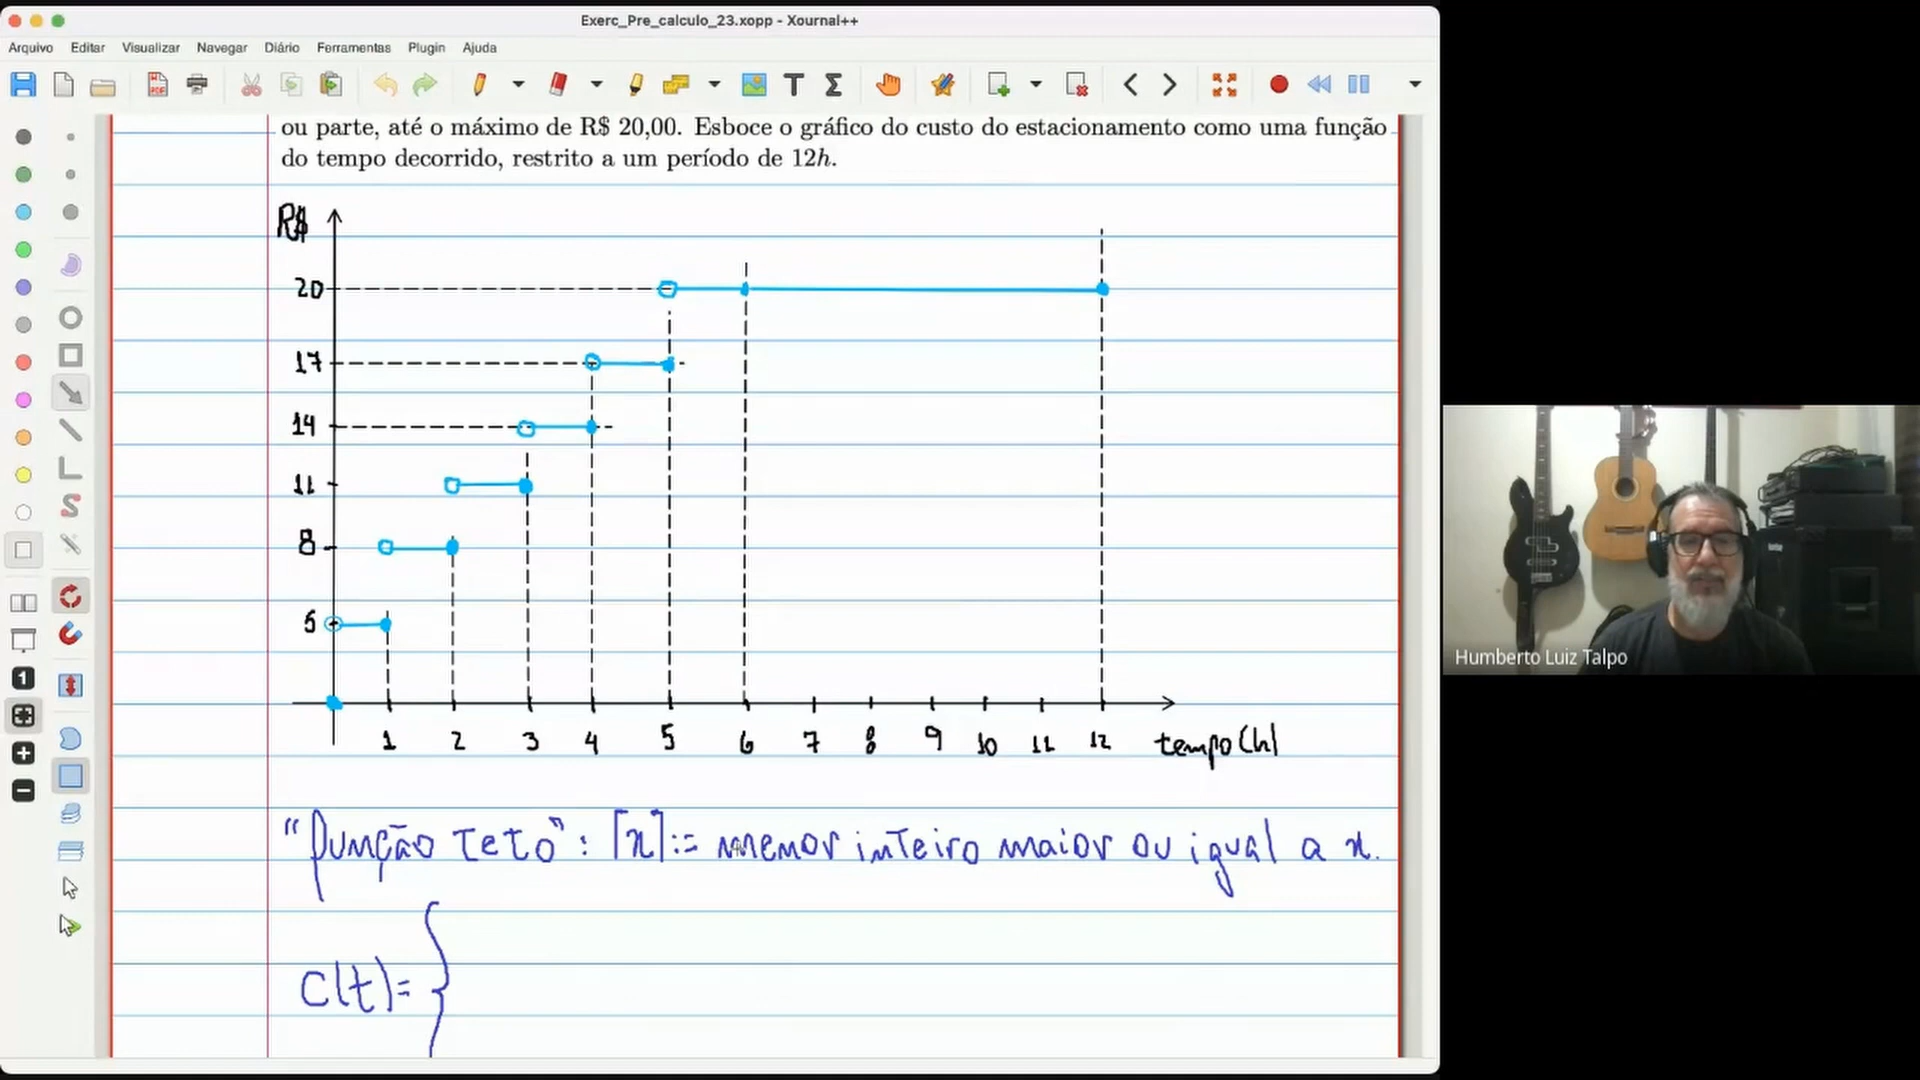 Exerc_Pre_calculo_23.xopp - Xournal++
Arquivo Editar Visualizar Navegar Diário Ferramentas Plugin Ajuda
ou parte, até o máximo de R$ 20,00. Esboce o gráfico do custo do estacionamento como uma função
do tempo decorrido, restrito a um período de 12h.
R$
20
17
14
11
8
5
1 2 3 4 5 6 7 8 9 10 11 12 tempo (h)
Humberto Luiz Talpo
"função teto": ⌈x⌉:= menor inteiro maior ou igual a x.
C(t)= {